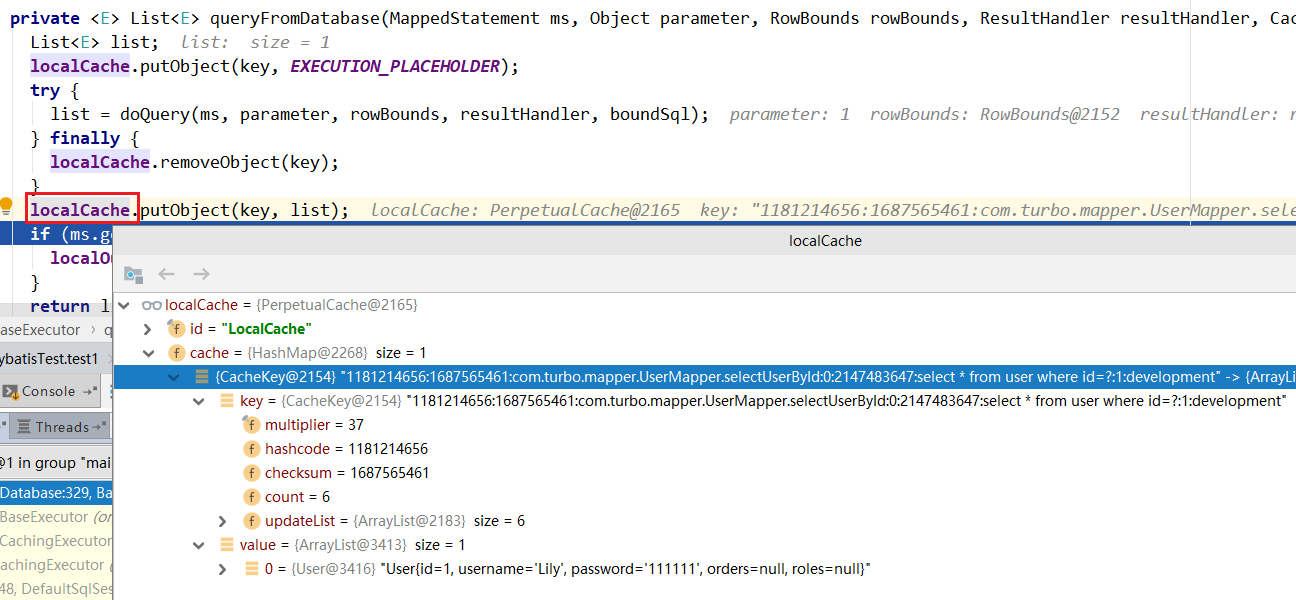 private <E> List<E> queryFromDatabase(MappedStatement ms, Object parameter, RowBounds rowBounds, ResultHandler resultHandler, Cac
List<E> list; list: size = 1
localCache.putObject(key, EXECUTION_PLACEHOLDER);
try {
list = doQuery(ms, parameter, rowBounds, resultHandler, boundSql); parameter: 1 rowBounds: RowBounds@2152 resultHandler: n
} finally {
localCache.removeObject(key);
}
localCache.putObject(key, list); localCache: PerpetualCache@2165 key: "1181214656:1687565461:com.turbo.mapper.UserMapper.sele
if (ms.g
localCache
localO
}
return l
localCache = {PerpetualCache@2165}
aseExecutor › q
id = "LocalCache"
cache = {HashMap@2268} size = 1
ybatisTest.test1
{CacheKey@2154} "1181214656:1687565461:com.turbo.mapper.UserMapper.selectUserById:0:2147483647:select * from user where id=?:1:development" -> {ArrayLi
Console
key = {CacheKey@2154} "1181214656:1687565461:com.turbo.mapper.UserMapper.selectUserById:0:2147483647:select * from user where id=?:1:development"
multiplier = 37
Threads
hashcode = 1181214656
@1 in group "mai
checksum = 1687565461
Database:329, Ba
count = 6
BaseExecutor (or
updateList = {ArrayList@2183} size = 6
CachingExecutor
value = {ArrayList@3413} size = 1
achingExecutor (
0 = {User@3416} "User{id=1, username='Lily', password='111111', orders=null, roles=null}"
48, DefaultSqlSes